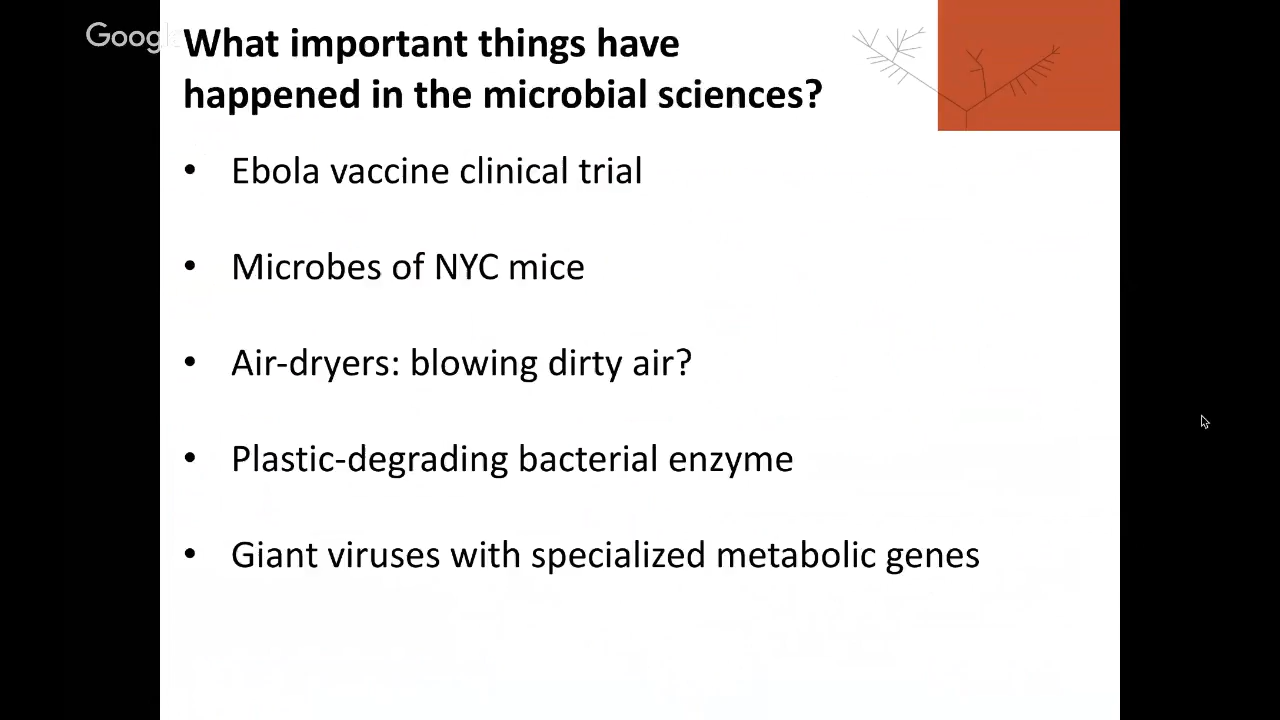 Google
What important things have
happened in the microbial sciences?
• Ebola vaccine clinical trial
• Microbes of NYC mice
• Air-dryers: blowing dirty air?
• Plastic-degrading bacterial enzyme
• Giant viruses with specialized metabolic genes